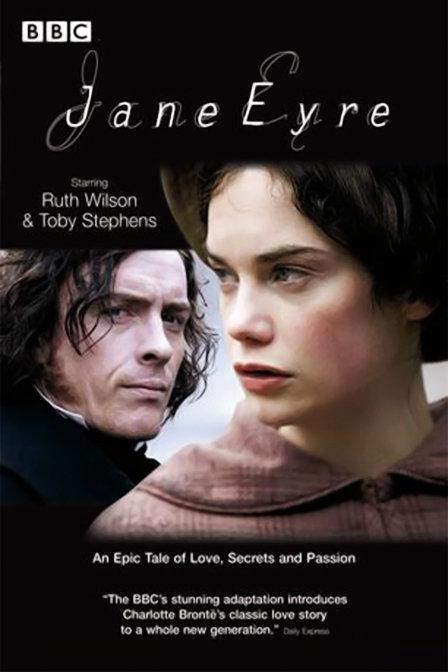 BBC
Jane Eyre
Starring
Ruth Wilson
& Toby Stephens
An Epic Tale of Love, Secrets and Passion
"The BBC's stunning adaptation introduces
Charlotte Brontë's classic love story
to a whole new generation." Daily Express